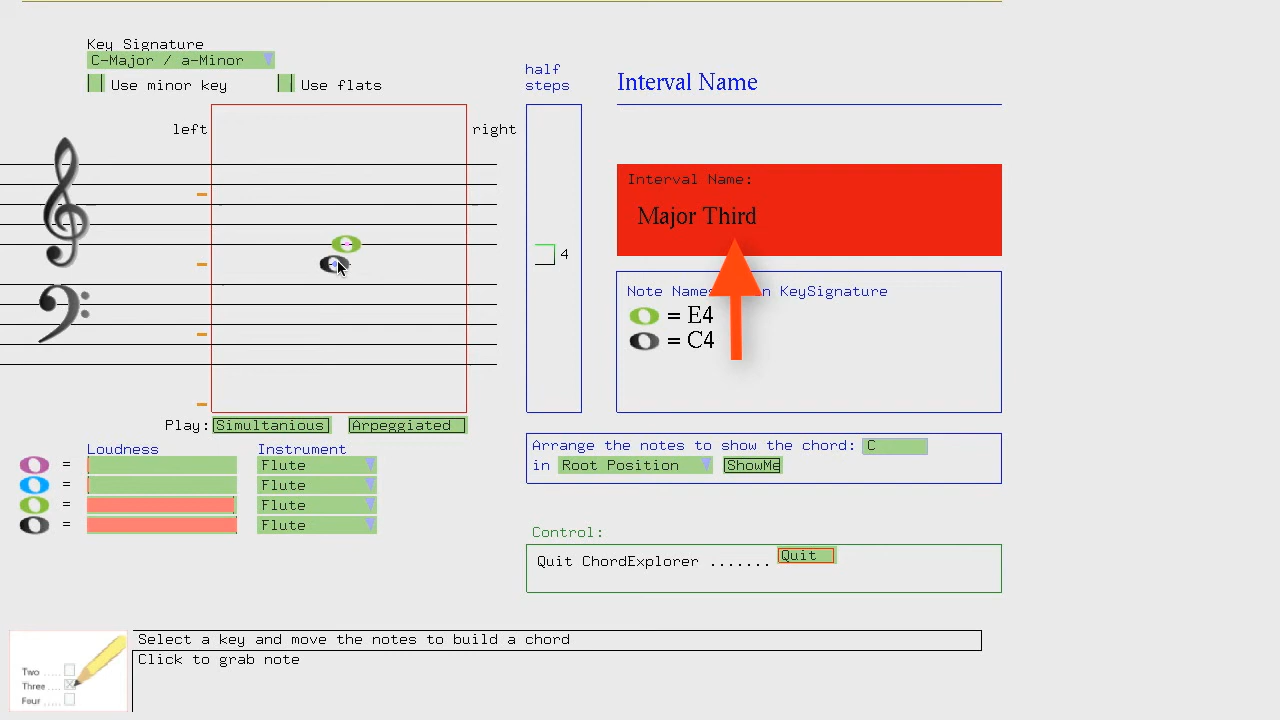 Key Signature
C-Major / a-Minor
Use minor key
Use flats
left
right
half
steps
4
Interval Name
Interval Name:
Major Third
Note Names n KeySignature
= E4
= C4
Play:
Simultanious
Arpeggiated
Loudness
Instrument
= Flute
= Flute
= Flute
= Flute
Arrange the notes to show the chord: C
in Root Position ShowMe
Control:
Quit ChordExplorer ....... Quit
Select a key and move the notes to build a chord
Click to grab note
Two .....
Three ....
Four .....